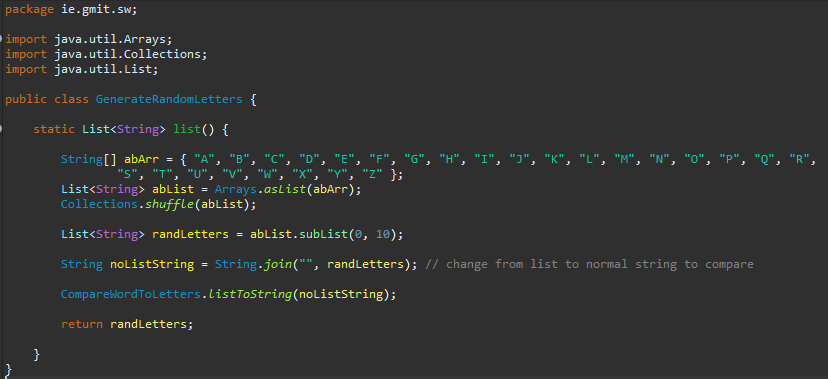 package ie.gmit.sw;
import java.util.Arrays;
import java.util.Collections;
import java.util.List;
public class GenerateRandomLetters {
static List<String> list() {
String[] abArr = { "A", "B", "C", "D", "E", "F", "G", "H", "I", "J", "K", "L", "M", "N", "O", "P", "Q", "R",
"S", "T", "U", "V", "W", "X", "Y", "Z" };
List<String> abList = Arrays.asList(abArr);
Collections.shuffle(abList);
List<String> randLetters = abList.subList(0, 10);
String noListString = String.join("", randLetters); // change from list to normal string to compare
CompareWordToLetters.listToString(noListString);
return randLetters;
}
}